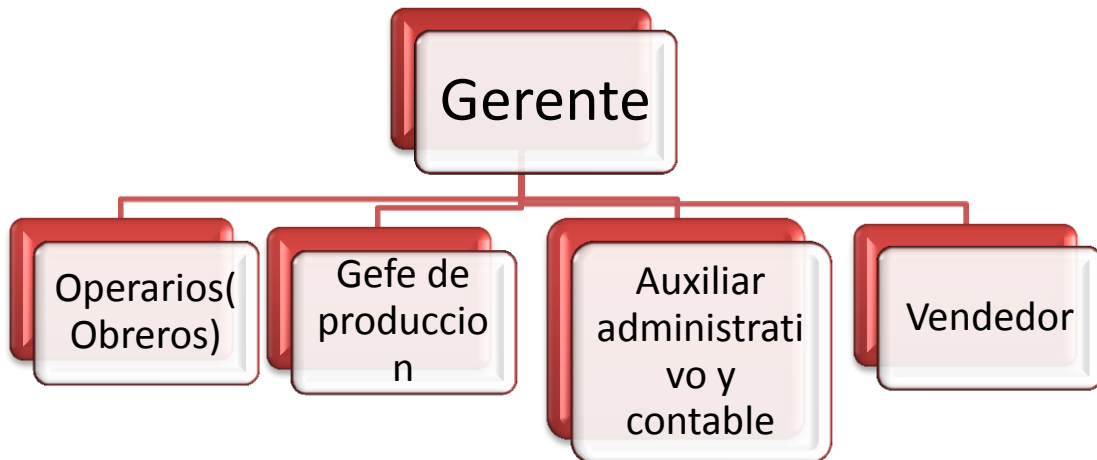 Gerente
Operarios(
Obreros)
Gefe de
produccio
n
Auxiliar
administrati
vo y
contable
Vendedor